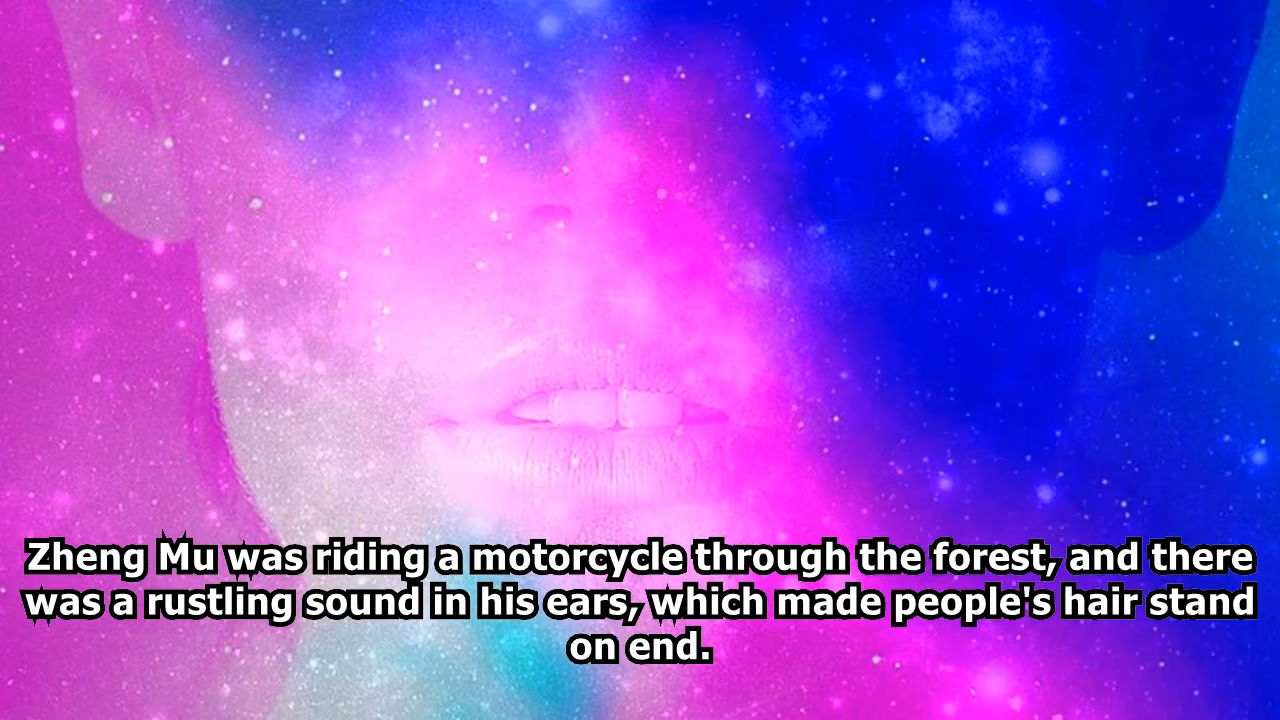 Zheng Mu was riding a motorcycle through the forest, and there
was a rustling sound in his ears, which made people's hair stand
on end.